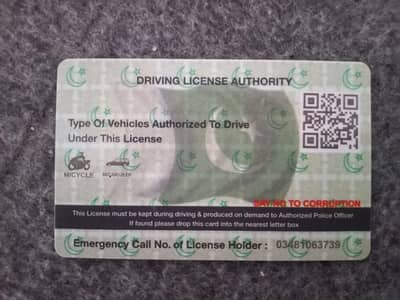 DRIVING LICENSE AUTHORITY
Type Of Vehicles Authorized To Drive
Under This License
M/CYCLE
M/CAR/JEEP
SAY NO TO CORRUPTION
This License must be kept during driving & produced on demand to Authorized Police Officer
If found please drop this card into the nearest letter box
Emergency Call No. of License Holder : 03481063739